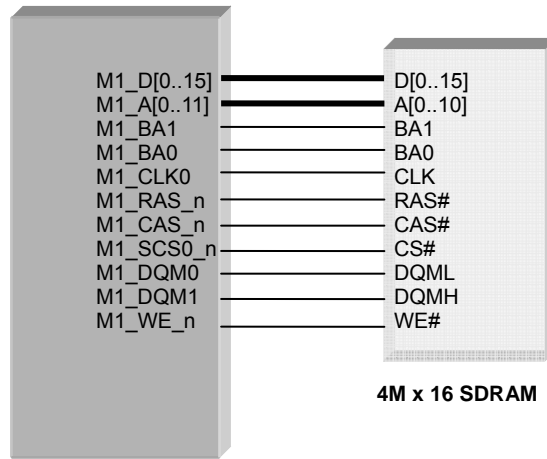 M1_D[0..15] D[0..15]
M1_A[0..11] A[0..10]
M1_BA1 BA1
M1_BA0 BA0
M1_CLK0 CLK
M1_RAS_n RAS#
M1_CAS_n CAS#
M1_SCS0_n CS#
M1_DQM0 DQML
M1_DQM1 DQMH
M1_WE_n WE#
4M x 16 SDRAM